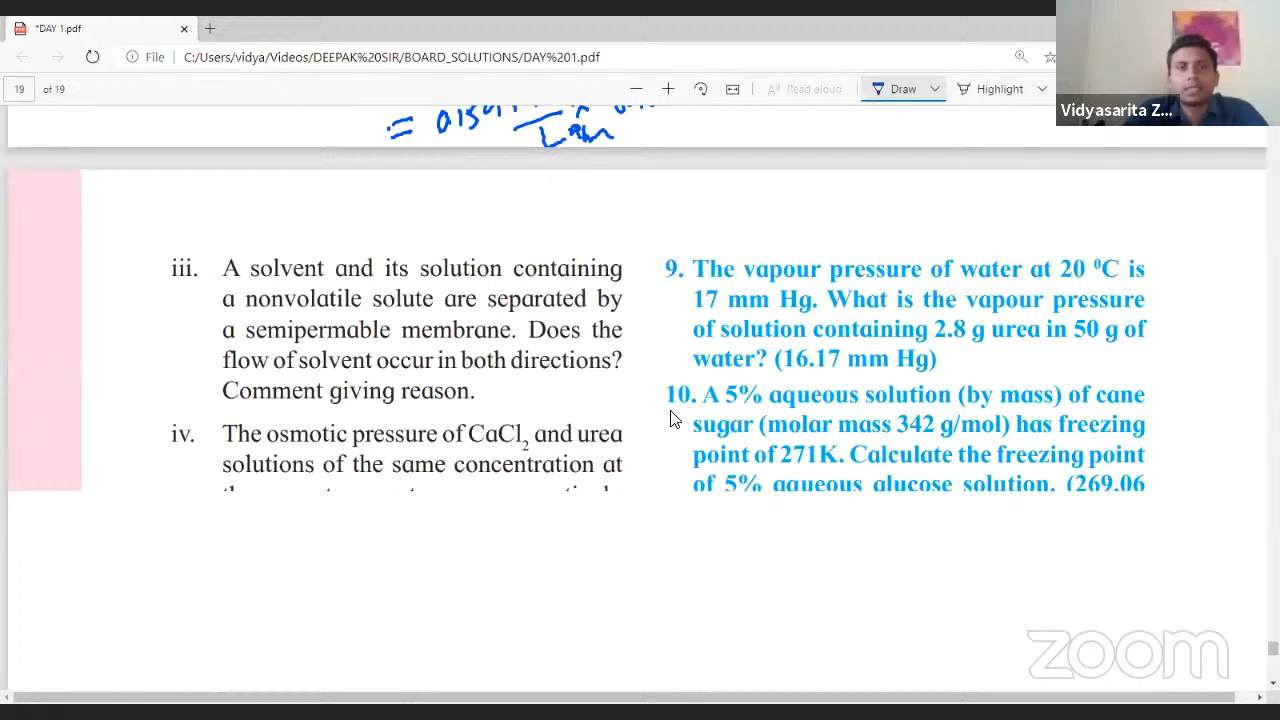 *DAY 1.pdf
File
C:/Users/vidya/Videos/DEEPAK%20SIR/BOARD_SOLUTIONS/DAY%201.pdf
19 of 19
Read aloud
Draw
Highlight
Vidyasarita Z...
iii. A solvent and its solution containing
a nonvolatile solute are separated by
a semipermable membrane. Does the
flow of solvent occur in both directions?
Comment giving reason.
iv. The osmotic pressure of CaCl₂ and urea
solutions of the same concentration at
9. The vapour pressure of water at 20 ⁰C is
17 mm Hg. What is the vapour pressure
of solution containing 2.8 g urea in 50 g of
water? (16.17 mm Hg)
10. A 5% aqueous solution (by mass) of cane
sugar (molar mass 342 g/mol) has freezing
point of 271K. Calculate the freezing point
of 5% aqueous glucose solution. (269.06
zoom